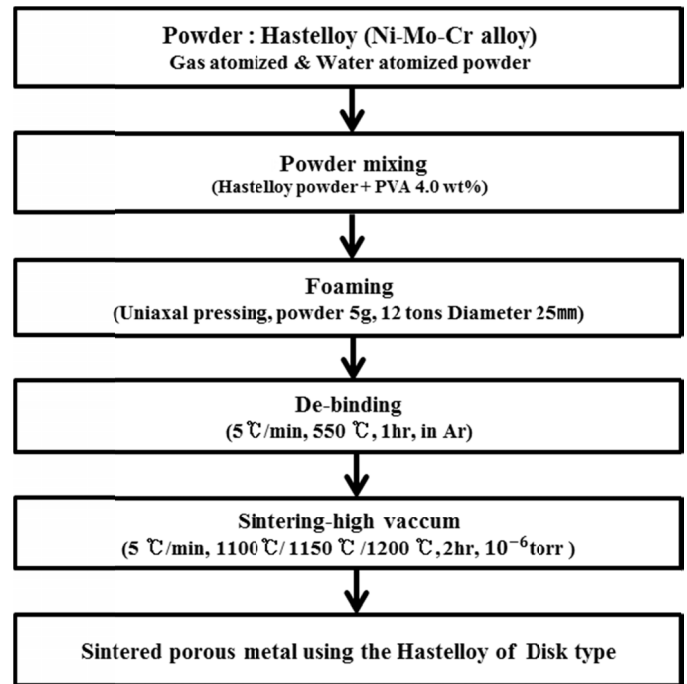 Powder : Hastelloy (Ni-Mo-Cr alloy)
Gas atomized & Water atomized powder
Powder mixing
(Hastelloy powder + PVA 4.0 wt%)
Foaming
(Uniaxal pressing, powder 5g, 12 tons Diameter 25㎜)
De-binding
(5℃/min, 550 ℃, 1hr, in Ar)
Sintering-high vaccum
(5 ℃/min, 1100℃/ 1150 ℃ /1200 ℃, 2hr, 10⁻⁶torr )
Sintered porous metal using the Hastelloy of Disk type